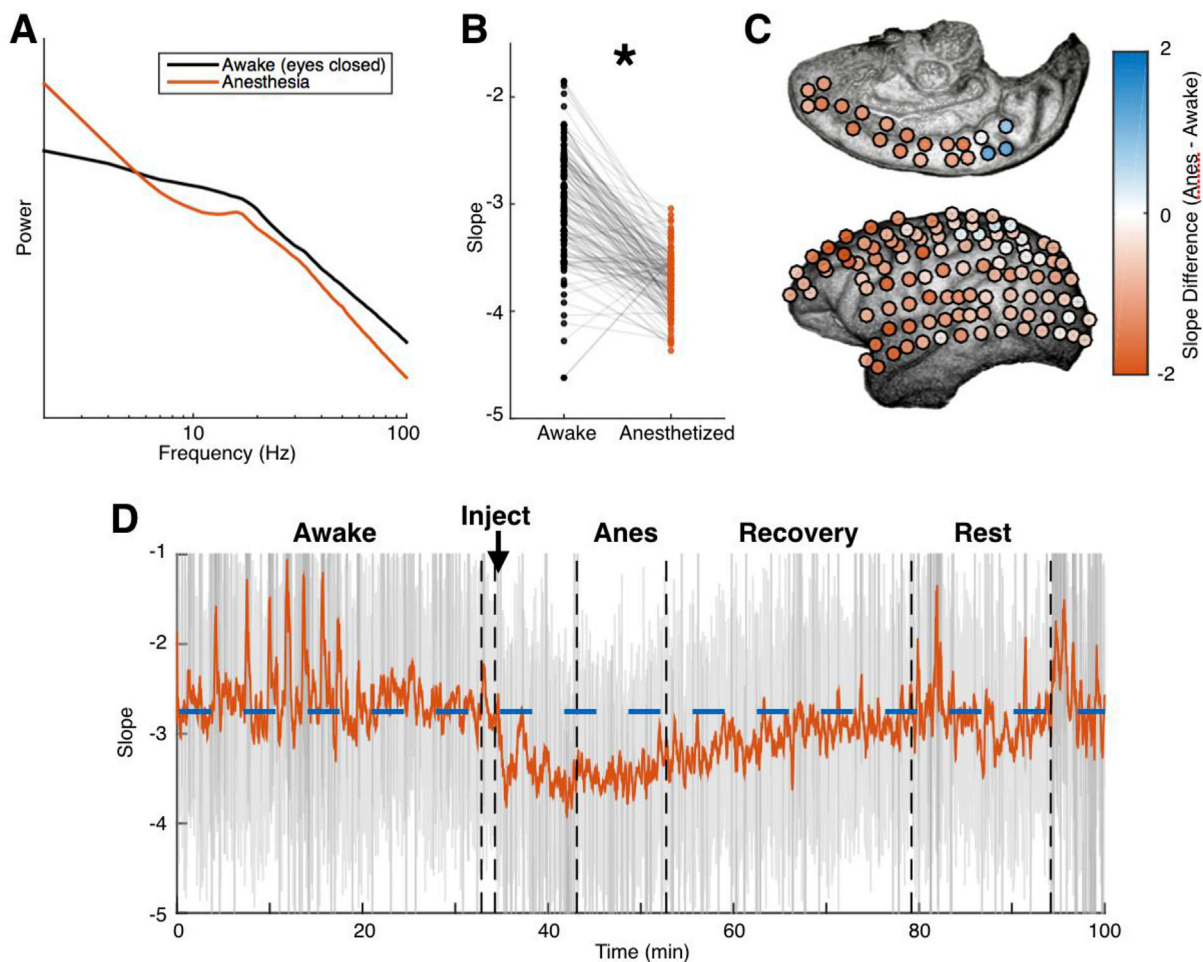 A
Awake (eyes closed)
Anesthesia
Power
10
100
Frequency (Hz)
B
*
-2
-3
-4
-5
Slope
Awake
Anesthetized
C
2
0
-2
Slope Difference (Anes - Awake)
D
Awake
Inject
Anes
Recovery
Rest
-1
-2
-3
-4
-5
Slope
0
20
40
60
80
100
Time (min)